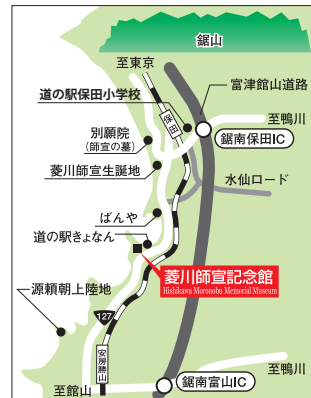 鋸山
至東京
富津館山道路
道の駅保田小学校
至鴨川
保田
別願院
(師宣の墓)
鋸南保田IC
菱川師宣生誕地
水仙ロード
ばんや
道の駅きょなん
菱川師宣記念館
Hishikawa Moronobu Memorial Museum
源頼朝上陸地
127
安房勝山
至鴨川
至館山
鋸南富山IC